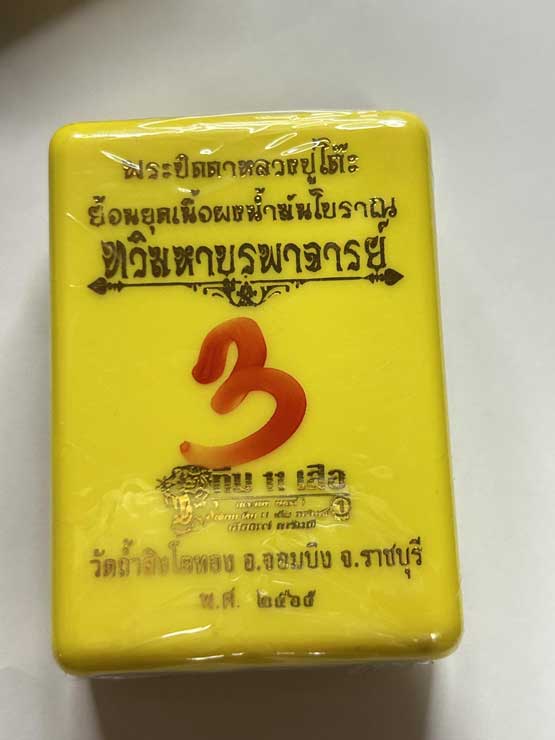 พระปิดตาหลวงปู่โต๊ะ
ย้อนยุคเนื้อผงน้ำมันโบราณ
ทวิมหาบูรพาจารย์
3
ทีม 11 เสือ
วัดถ้ำสิงโตทอง อ.จอมบึง จ.ราชบุรี
พ.ศ. ๒๕๖๕